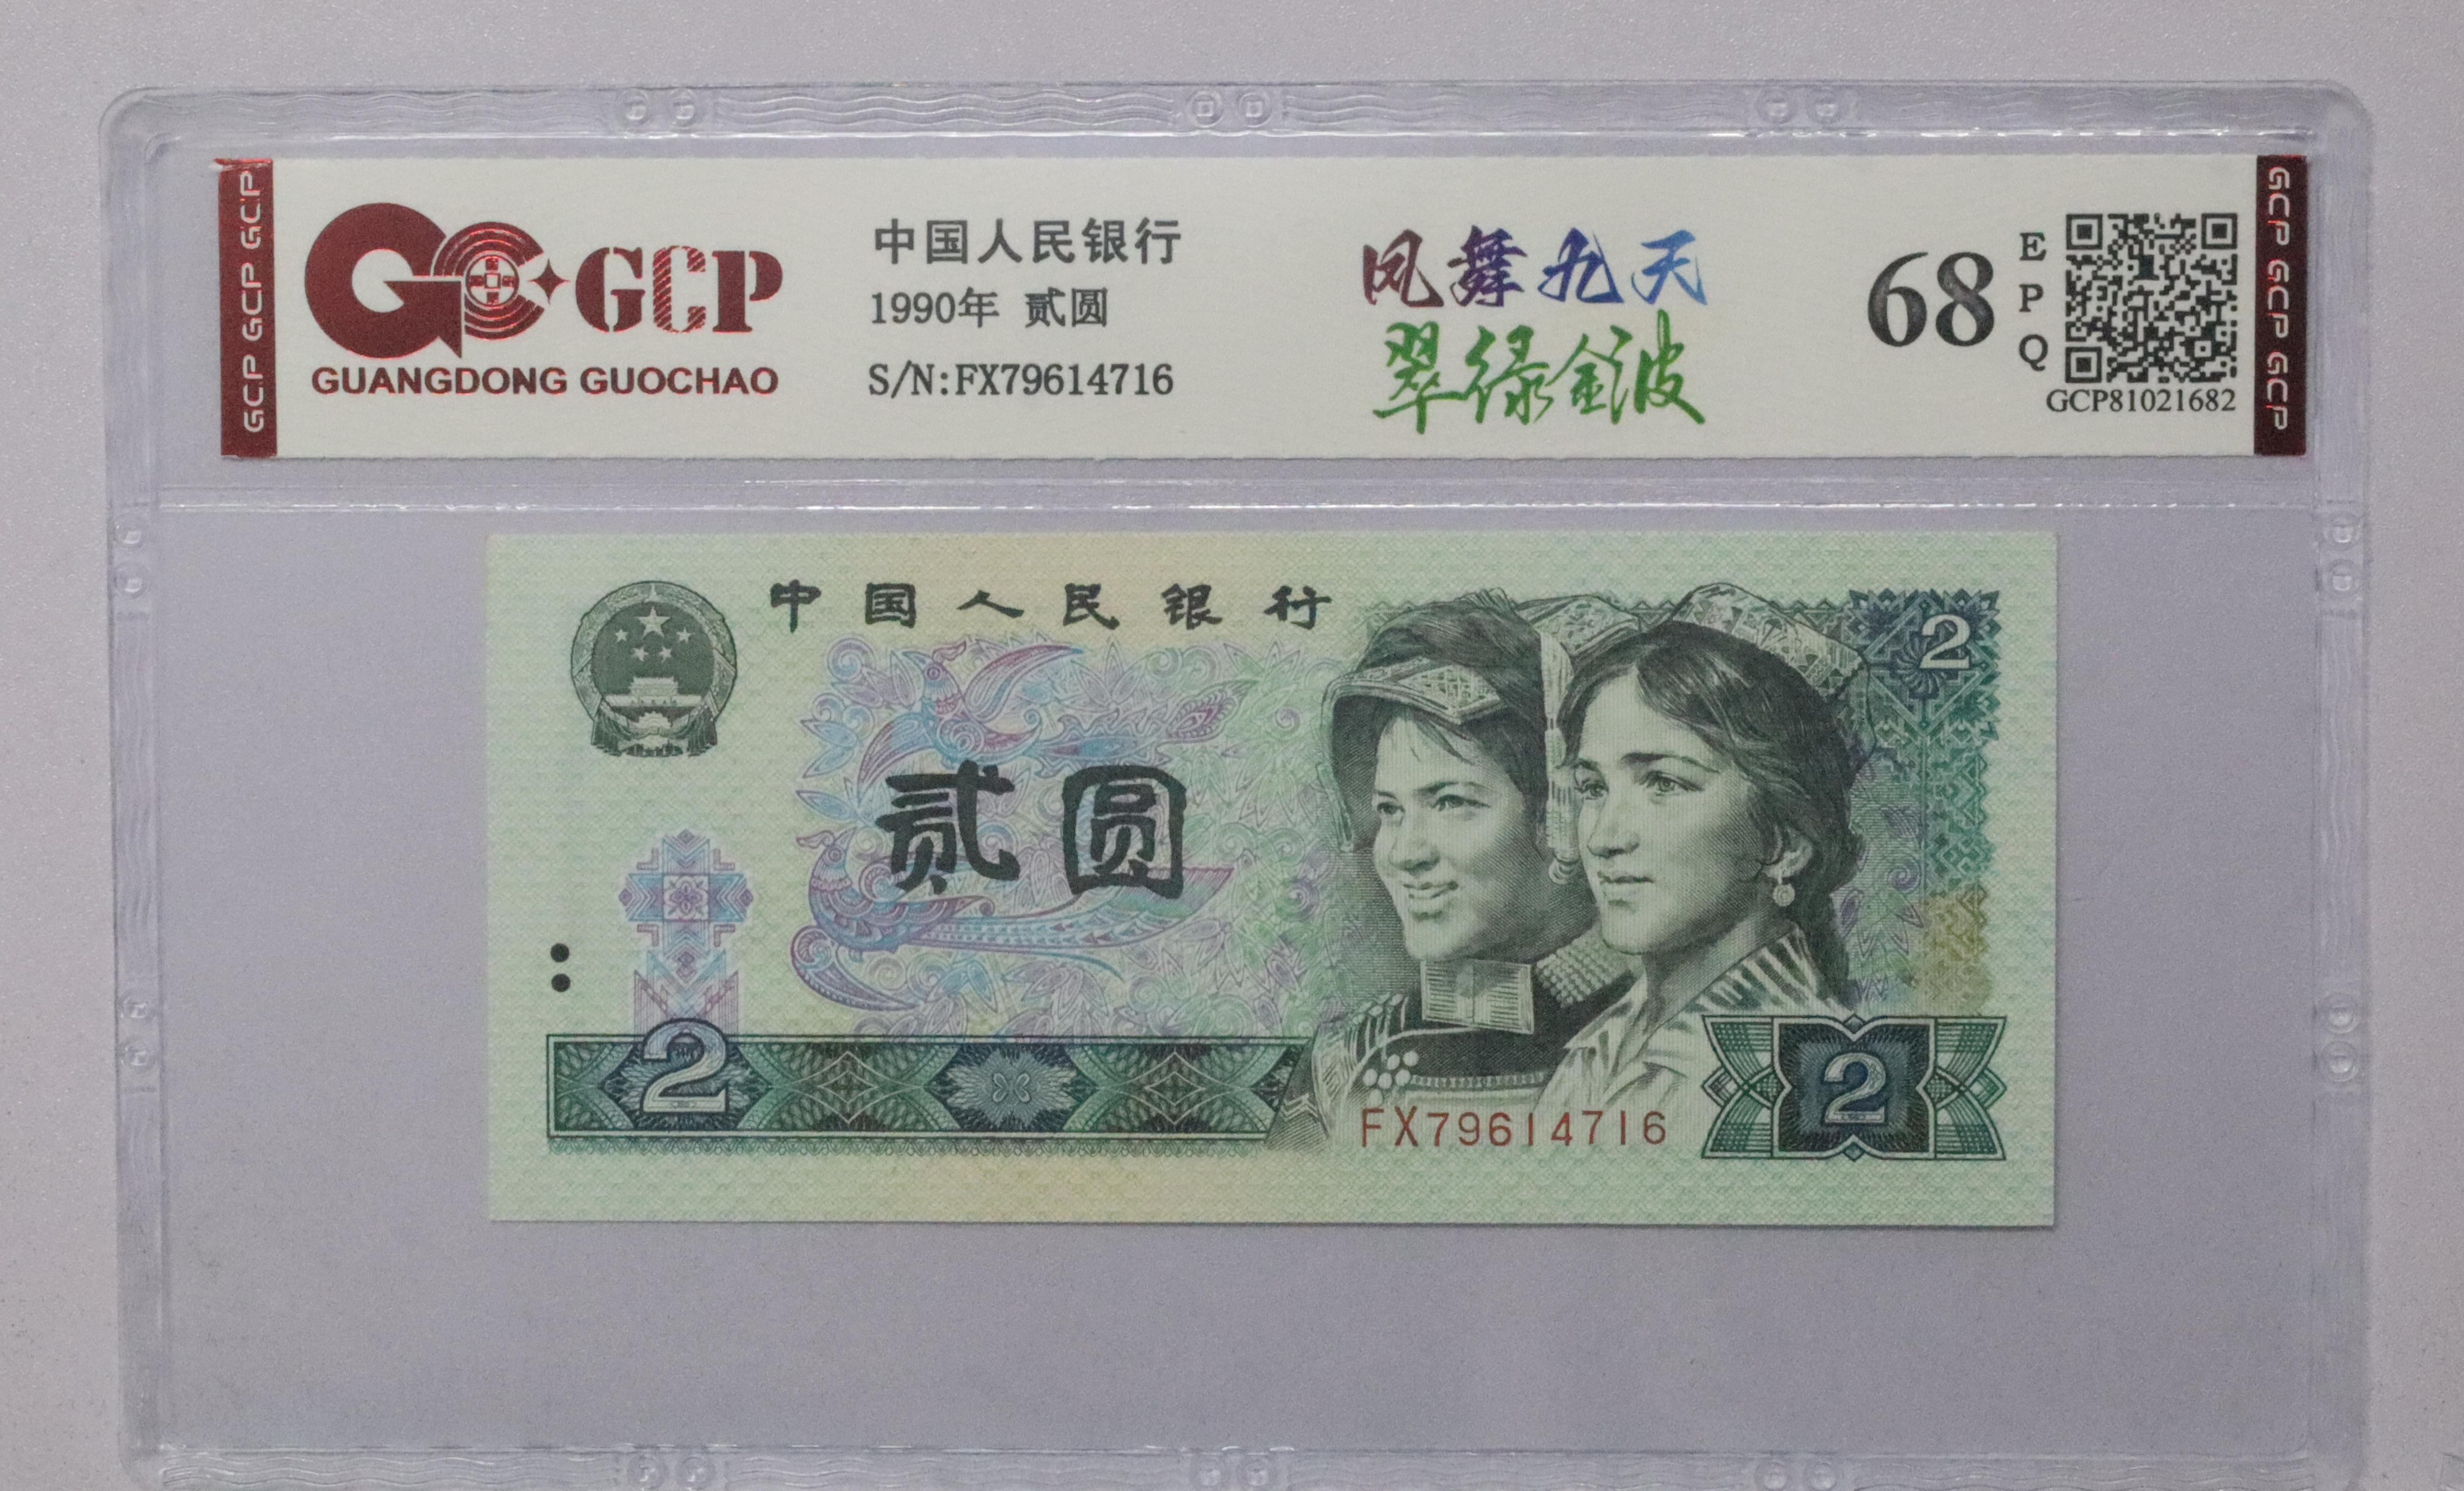 GCP GCP GCP
GCP
GUANGDONG GUOCHAO
中国人民银行
1990年 贰圆
S/N:FX79614716
凤舞九天
翠绿金波
68
E
P
Q
GCP81021682
GCP GCP GCP
中国人民银行
2
贰圆
2
FX79614716
2